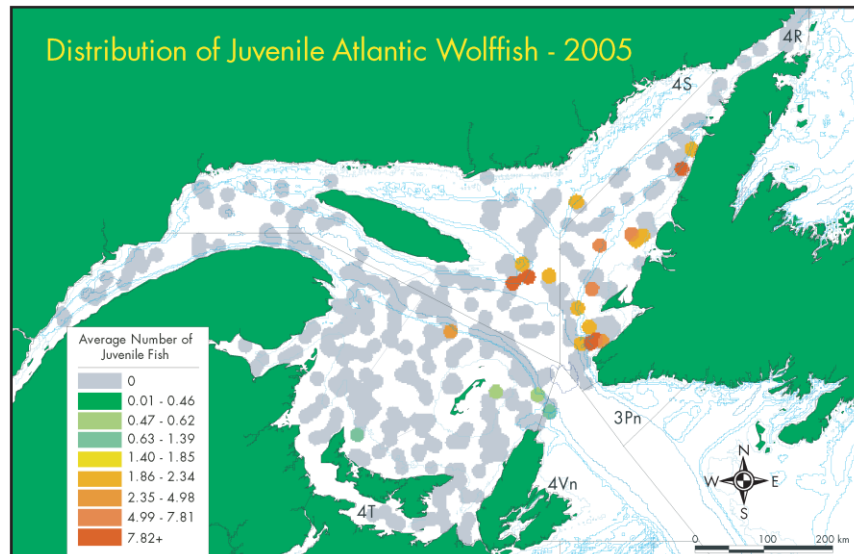 Distribution of Juvenile Atlantic Wolffish - 2005
4R
4S
Average Number of
Juvenile Fish
0
0.01 - 0.46
0.47 - 0.62
0.63 - 1.39
1.40 - 1.85
1.86 - 2.34
2.35 - 4.98
4.99 - 7.81
7.82+
3Pn
4Vn
4T
N
W E
S
0 100 200 km